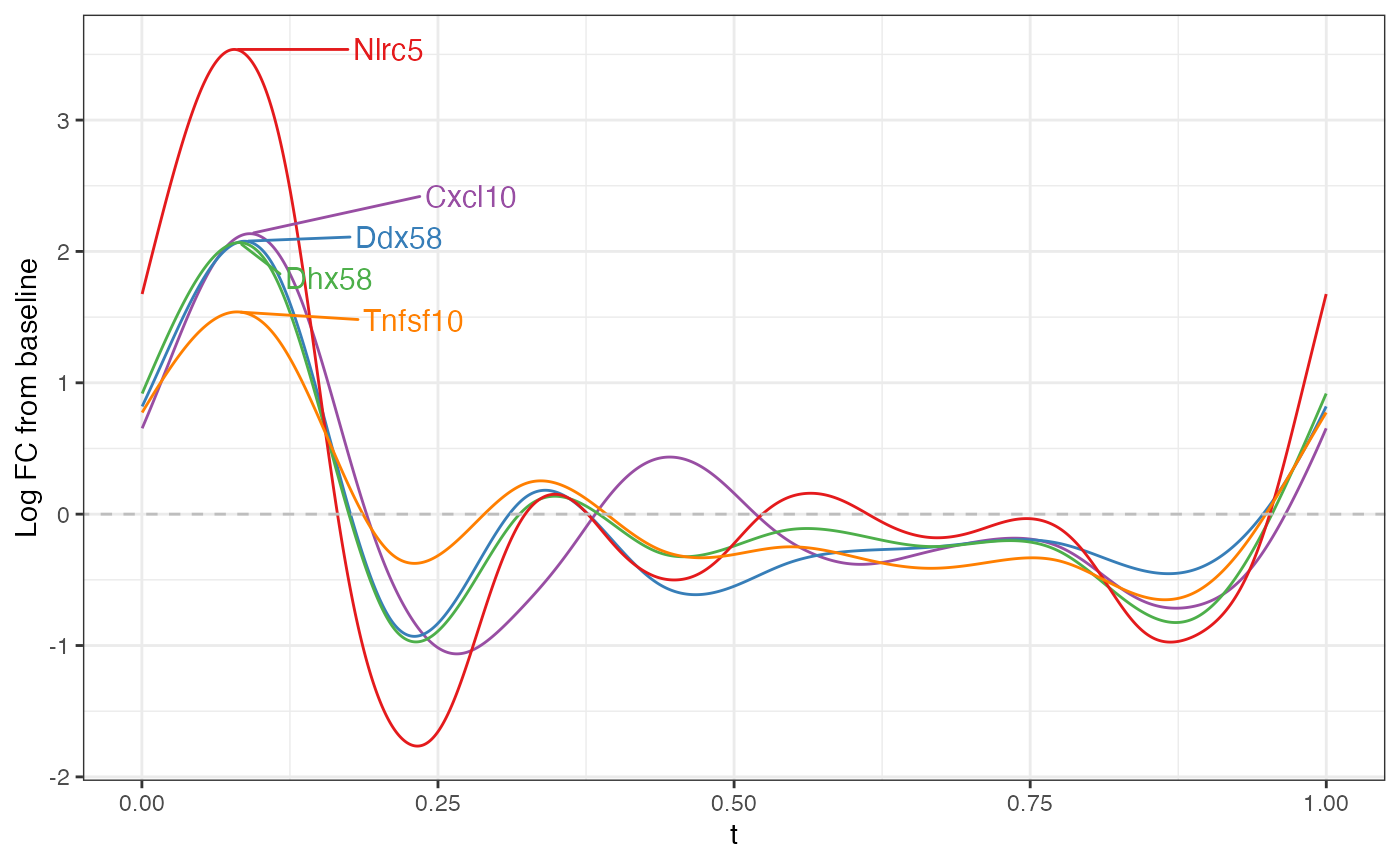 Nlrc5
Cxcl10
Ddx58
Dhx58
Tnfsf10
Log FC from baseline
3
2
1
0
-1
-2
0.00 0.25 0.50 0.75 1.00
t